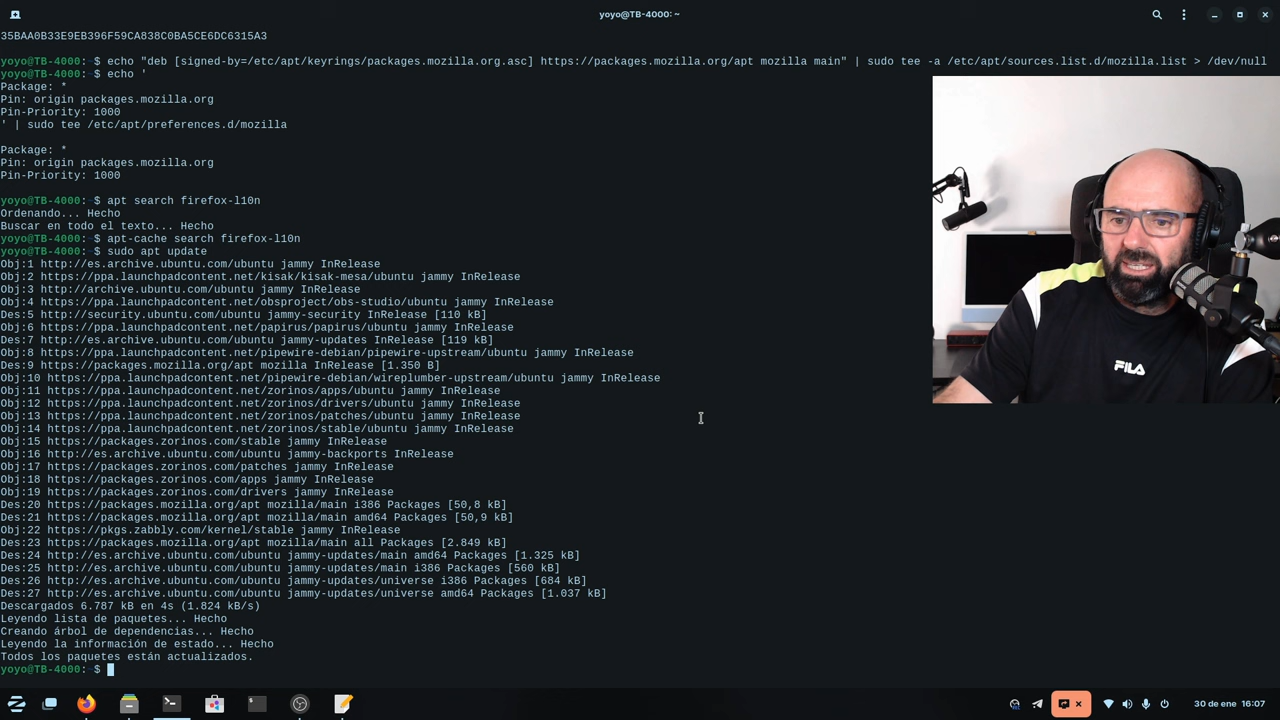 yoyo@TB-4000: ~
35BAA0B33E9EB396F59CA838C0BA5CE6DC6315A3
yoyo@TB-4000: $ echo "deb [signed-by=/etc/apt/keyrings/packages.mozilla.org.asc] https://packages.mozilla.org/apt mozilla main" | sudo tee -a /etc/apt/sources.list.d/mozilla.list > /dev/null
yoyo@TB-4000: $ echo '
Package: *
Pin: origin packages.mozilla.org
Pin-Priority: 1000
' | sudo tee /etc/apt/preferences.d/mozilla
Package: *
Pin: origin packages.mozilla.org
Pin-Priority: 1000
yoyo@TB-4000: $ apt search firefox-l10n
Ordenando... Hecho
Buscar en todo el texto... Hecho
yoyo@TB-4000: $ apt-cache search firefox-l10n
yoyo@TB-4000: $ sudo apt update
Obj:1 http://es.archive.ubuntu.com/ubuntu jammy InRelease
Obj:2 https://ppa.launchpadcontent.net/kisak/kisak-mesa/ubuntu jammy InRelease
Obj:3 http://archive.ubuntu.com/ubuntu jammy InRelease
Obj:4 https://ppa.launchpadcontent.net/obsproject/obs-studio/ubuntu jammy InRelease
Des:5 http://security.ubuntu.com/ubuntu jammy-security InRelease [110 kB]
Obj:6 https://ppa.launchpadcontent.net/papirus/papirus/ubuntu jammy InRelease
Des:7 http://es.archive.ubuntu.com/ubuntu jammy-updates InRelease [119 kB]
Obj:8 https://ppa.launchpadcontent.net/pipewire-debian/pipewire-upstream/ubuntu jammy InRelease
Des:9 https://packages.mozilla.org/apt mozilla InRelease [1.350 B]
Obj:10 https://ppa.launchpadcontent.net/pipewire-debian/wireplumber-upstream/ubuntu jammy InRelease
Obj:11 https://ppa.launchpadcontent.net/zorinos/apps/ubuntu jammy InRelease
Obj:12 https://ppa.launchpadcontent.net/zorinos/drivers/ubuntu jammy InRelease
Obj:13 https://ppa.launchpadcontent.net/zorinos/patches/ubuntu jammy InRelease
Obj:14 https://ppa.launchpadcontent.net/zorinos/stable/ubuntu jammy InRelease
Obj:15 https://packages.zorinos.com/stable jammy InRelease
Obj:16 http://es.archive.ubuntu.com/ubuntu jammy-backports InRelease
Obj:17 https://packages.zorinos.com/patches jammy InRelease
Obj:18 https://packages.zorinos.com/apps jammy InRelease
Obj:19 https://packages.zorinos.com/drivers jammy InRelease
Des:20 https://packages.mozilla.org/apt mozilla/main i386 Packages [50,8 kB]
Des:21 https://packages.mozilla.org/apt mozilla/main amd64 Packages [50,9 kB]
Obj:22 https://pkgs.zabbly.com/kernel/stable jammy InRelease
Des:23 https://packages.mozilla.org/apt mozilla/main all Packages [2.849 kB]
Des:24 http://es.archive.ubuntu.com/ubuntu jammy-updates/main amd64 Packages [1.325 kB]
Des:25 http://es.archive.ubuntu.com/ubuntu jammy-updates/main i386 Packages [560 kB]
Des:26 http://es.archive.ubuntu.com/ubuntu jammy-updates/universe i386 Packages [684 kB]
Des:27 http://es.archive.ubuntu.com/ubuntu jammy-updates/universe amd64 Packages [1.037 kB]
Descargados 6.787 kB en 4s (1.824 kB/s)
Leyendo lista de paquetes... Hecho
Creando árbol de dependencias... Hecho
Leyendo la información de estado... Hecho
Todos los paquetes están actualizados.
yoyo@TB-4000: $
FILA
30 de ene 16:07